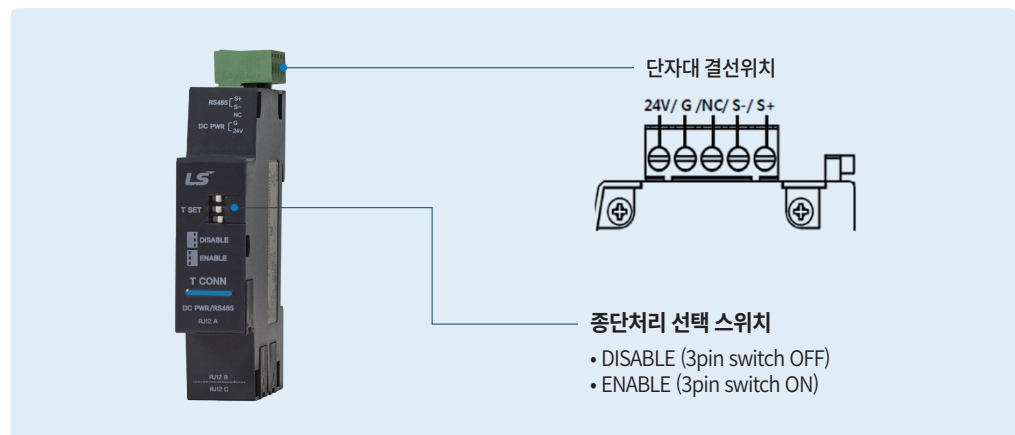 단자대 결선위치
24V/ G /NC/ S-/ S+
RS485 [ S+
S-
NC
DC PWR [ G
24V
LS
T SET
DISABLE
ENABLE
T CONN
DC PWR/RS485
RJ12 A
RJ12 B
RJ12 C
종단처리 선택 스위치
• DISABLE (3pin switch OFF)
• ENABLE (3pin switch ON)